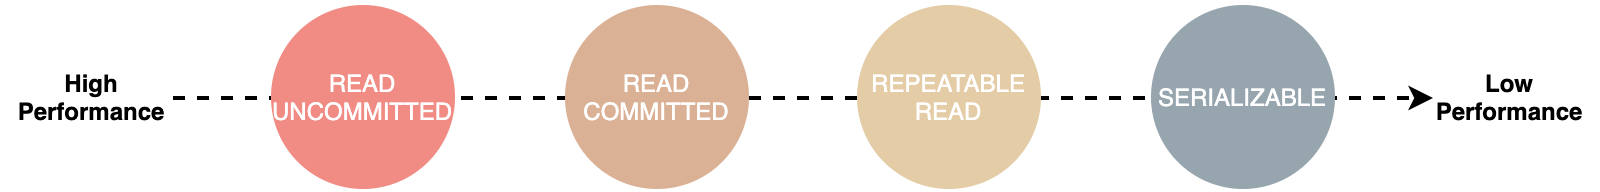 High
Performance
READ
UNCOMMITTED
READ
COMMITTED
REPEATABLE
READ
SERIALIZABLE
Low
Performance